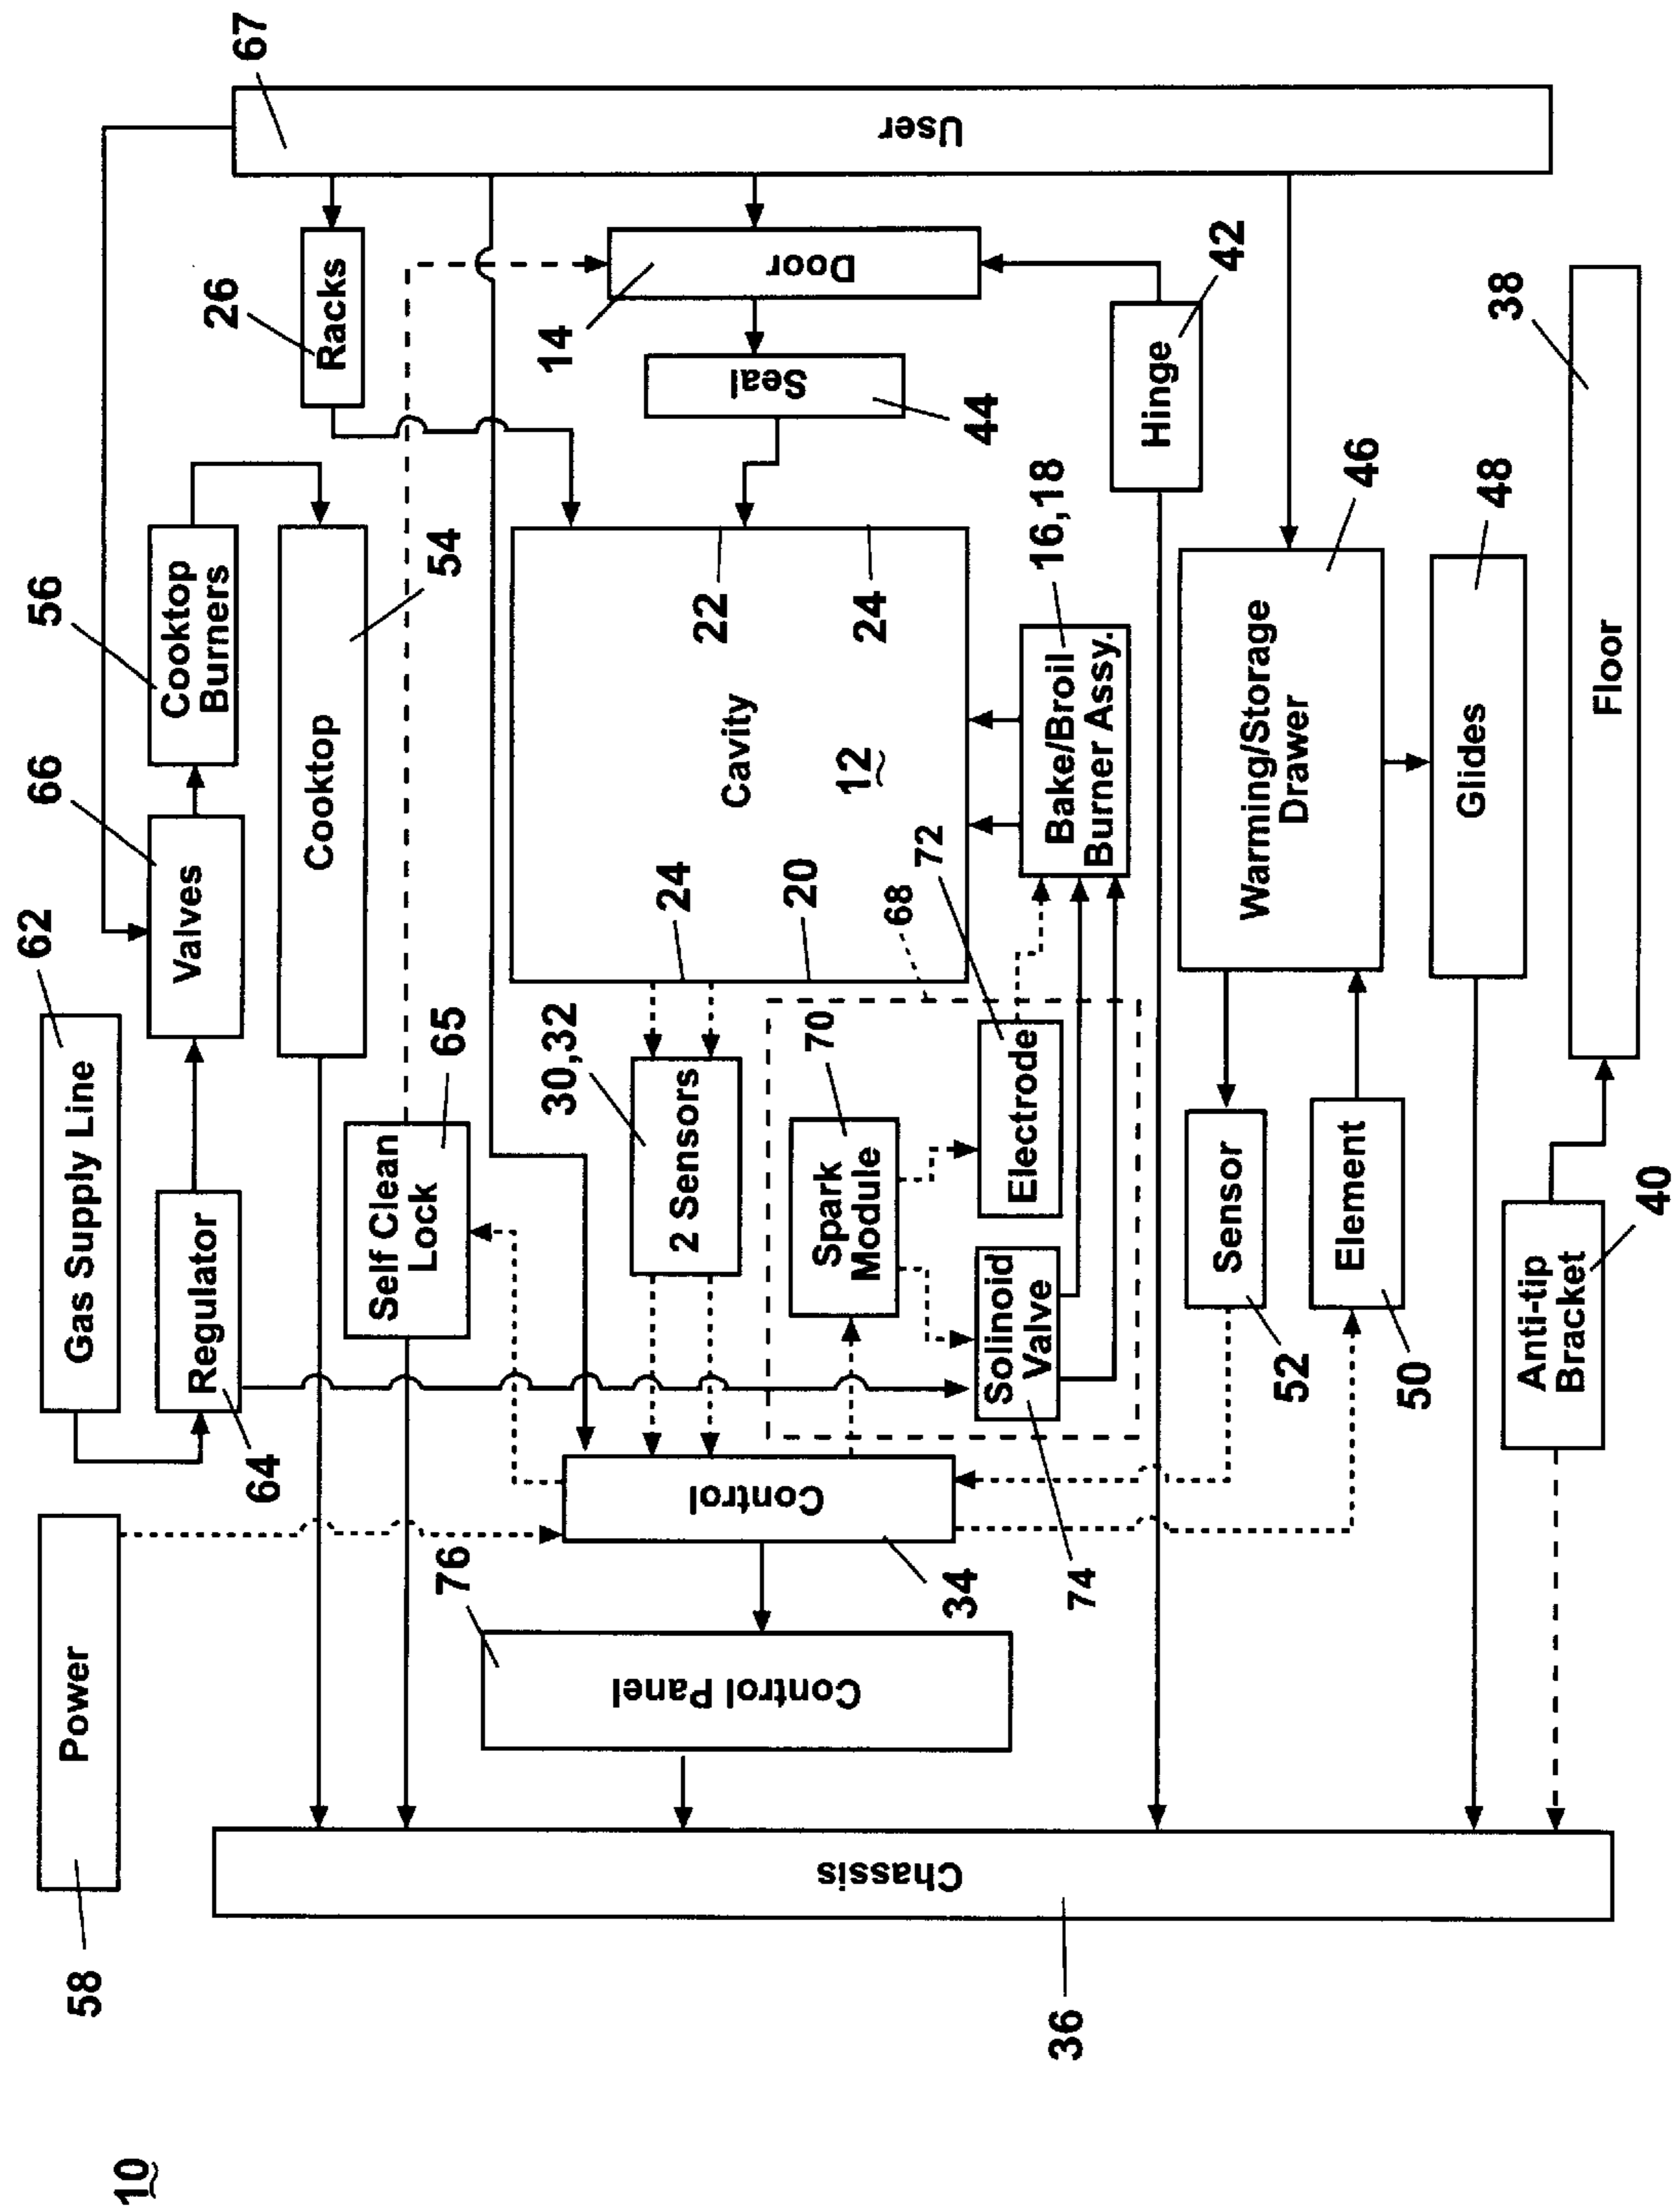 10
58
Power
62
Gas Supply Line
64
Regulator
66
Valves
56
Cooktop
Burners
67
User
26
Racks
Cooktop
54
65
Self Clean
Lock
14
Door
Seal
44
30,32
2 Sensors
24
22
Cavity
12
20
24
68
76
Control Panel
Control
34
70
Spark
Module
72
Electrode
Solinoid
Valve
74
16,18
Bake/Broil
Burner Assy.
Hinge
42
Chassis
36
Sensor
52
Element
50
Warming/Storage
Drawer
46
Glides
48
Anti-tip
Bracket
40
Floor
38